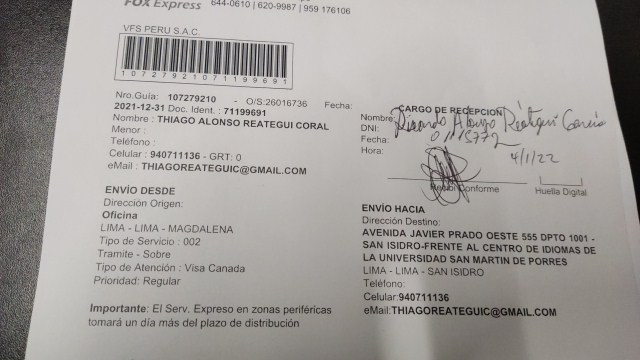 FOX Express 644-0610 | 620-9987 | 959 176106
VFS PERU S.A.C.
10727921071199691
Nro.Guía: 107279210 - O/S:26016736 Fecha:
2021-12-31 Doc. Ident. : 71199691
Nombre : THIAGO ALONSO REATEGUI CORAL
Menor :
Teléfono :
Celular : 940711136 - GRT: 0
eMail : THIAGOREATEGUIC@GMAIL.COM
CARGO DE RECEPCION
Nombre: Ricardo Alonso Reátegui García
DNI: 01115772
Fecha: 4/1/22
Hora:
Recibi Conforme
Huella Digital
ENVÍO DESDE
Dirección Origen:
Oficina
LIMA - LIMA - MAGDALENA
Tipo de Servicio : 002
Tramite - Sobre
Tipo de Atención : Visa Canada
Prioridad: Regular
ENVÍO HACIA
Dirección Destino:
AVENIDA JAVIER PRADO OESTE 555 DPTO 1001 -
SAN ISIDRO-FRENTE AL CENTRO DE IDIOMAS DE
LA UNIVERSIDAD SAN MARTIN DE PORRES
LIMA - LIMA - SAN ISIDRO
Teléfono:
Celular:940711136
eMail:THIAGOREATEGUIC@GMAIL.COM
Importante: El Serv. Expreso en zonas periféricas
tomará un día más del plazo de distribución